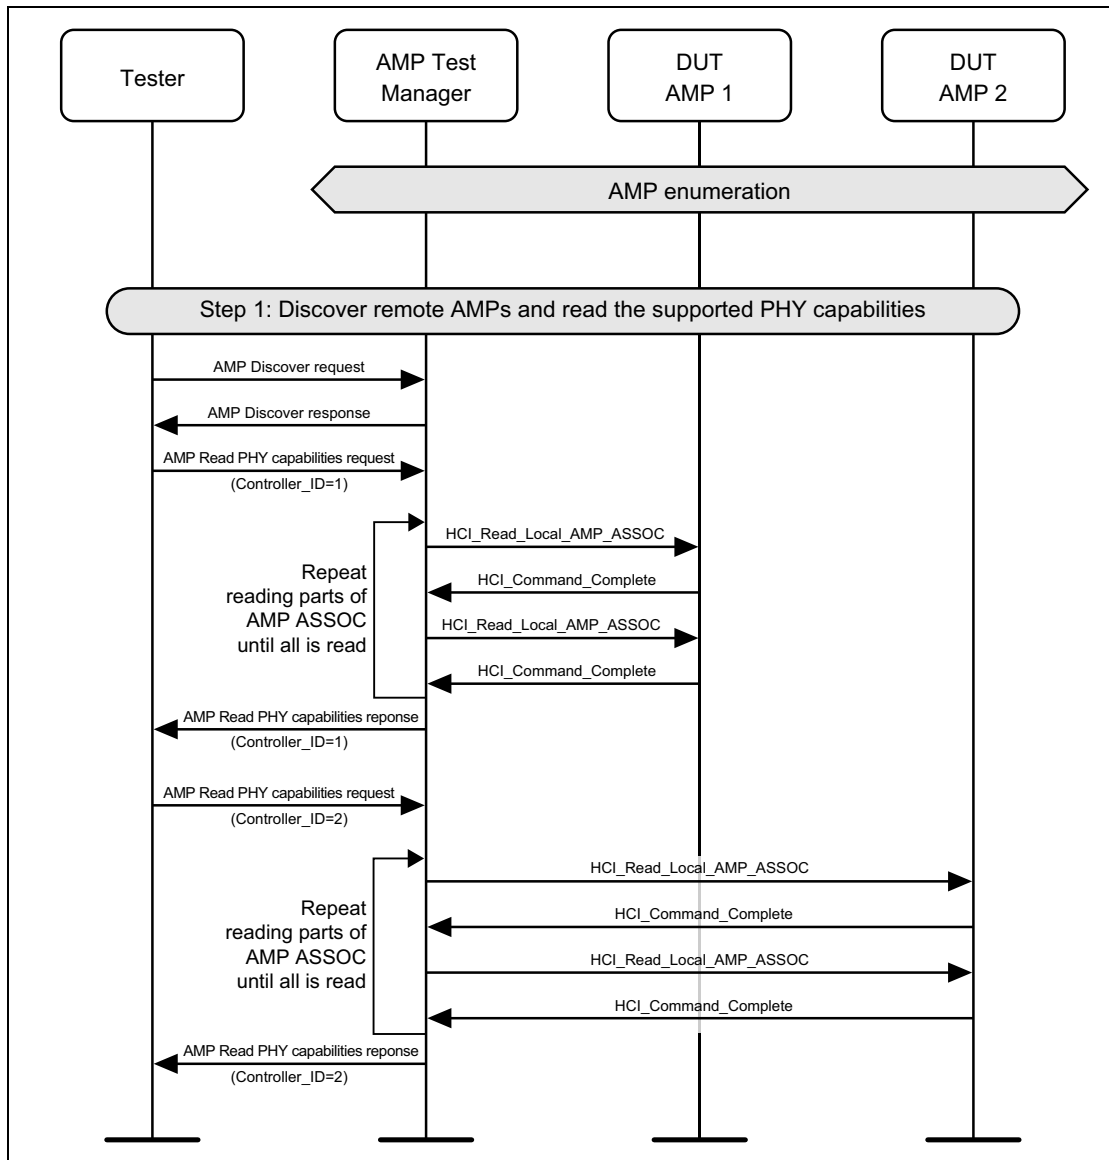 Tester
AMP Test
Manager
DUT
AMP 1
DUT
AMP 2
AMP enumeration
Step 1: Discover remote AMPs and read the supported PHY capabilities
AMP Discover request
AMP Discover response
AMP Read PHY capabilities request
(Controller_ID=1)
HCI_Read_Local_AMP_ASSOC
HCI_Command_Complete
HCI_Read_Local_AMP_ASSOC
HCI_Command_Complete
Repeat
reading parts of
AMP ASSOC
until all is read
AMP Read PHY capabilities reponse
(Controller_ID=1)
AMP Read PHY capabilities request
(Controller_ID=2)
HCI_Read_Local_AMP_ASSOC
HCI_Command_Complete
HCI_Read_Local_AMP_ASSOC
HCI_Command_Complete
Repeat
reading parts of
AMP ASSOC
until all is read
AMP Read PHY capabilities reponse
(Controller_ID=2)